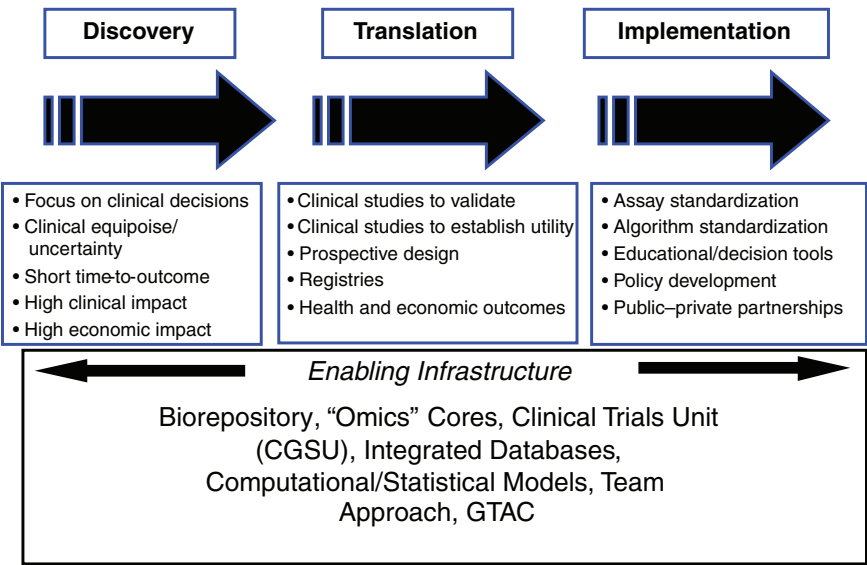 Discovery
Translation
Implementation
• Focus on clinical decisions
• Clinical equipoise/
uncertainty
• Short time-to-outcome
• High clinical impact
• High economic impact
• Clinical studies to validate
• Clinical studies to establish utility
• Prospective design
• Registries
• Health and economic outcomes
• Assay standardization
• Algorithm standardization
• Educational/decision tools
• Policy development
• Public–private partnerships
Enabling Infrastructure
Biorepository, “Omics” Cores, Clinical Trials Unit
(CGSU), Integrated Databases,
Computational/Statistical Models, Team
Approach, GTAC